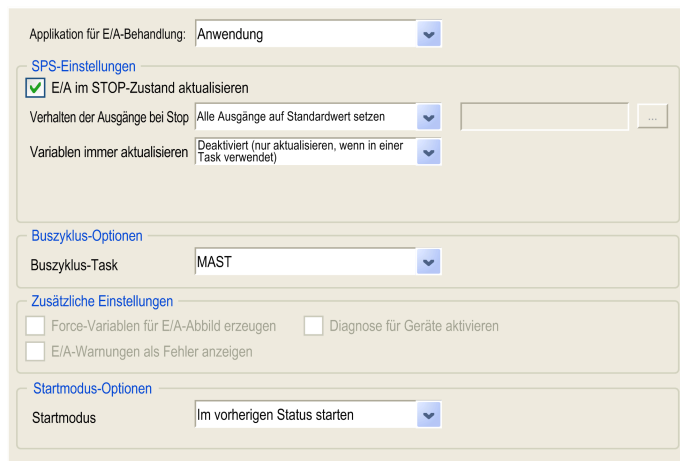 Applikation für E/A-Behandlung: Anwendung
SPS-Einstellungen
E/A im STOP-Zustand aktualisieren
Verhalten der Ausgänge bei Stop Alle Ausgänge auf Standardwert setzen ...
Variablen immer aktualisieren Deaktiviert (nur aktualisieren, wenn in einer
Task verwendet)
Buszyklus-Optionen
Buszyklus-Task MAST
Zusätzliche Einstellungen
Force-Variablen für E/A-Abbild erzeugen Diagnose für Geräte aktivieren
E/A-Warnungen als Fehler anzeigen
Startmodus-Optionen
Startmodus Im vorherigen Status starten